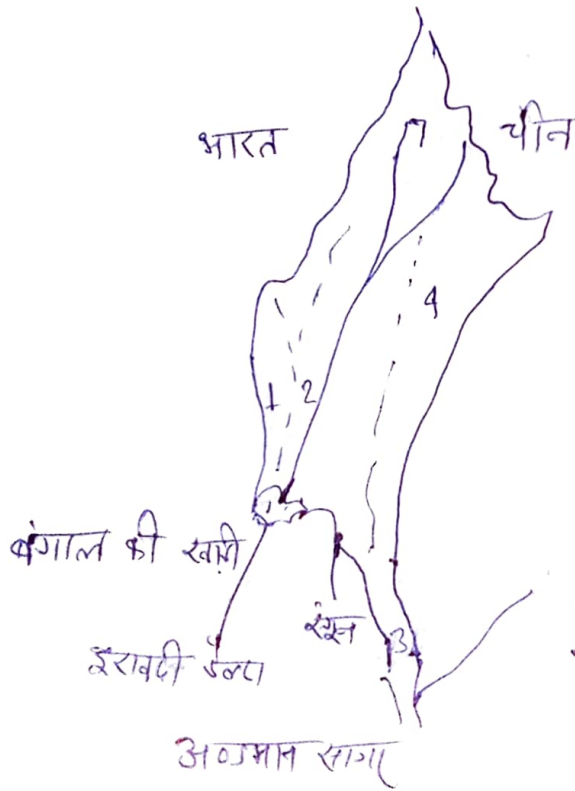 भारत
चीन
4
1 2
बंगाल की खाड़ी
रंगून
3
इरावदी डेल्टा
अण्डमान सागर